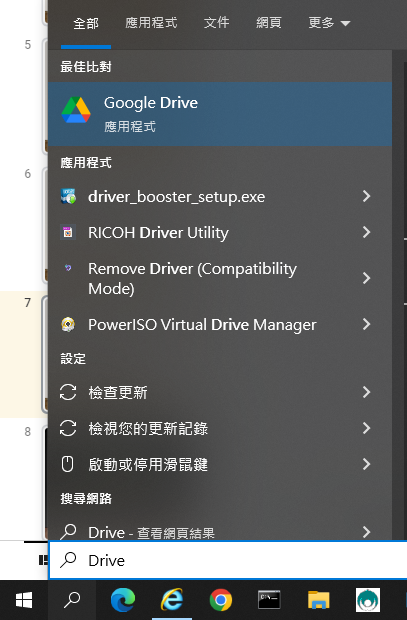 5
6
7
8
全部 應用程式 文件 網頁 更多
最佳比對
Google Drive
應用程式
應用程式
driver_booster_setup.exe
RICOH Driver Utility
Remove Driver (Compatibility
Mode)
PowerISO Virtual Drive Manager
設定
檢查更新
檢視您的更新記錄
啟動或停用滑鼠鍵
搜尋網路
Drive - 查看網頁結果
Drive